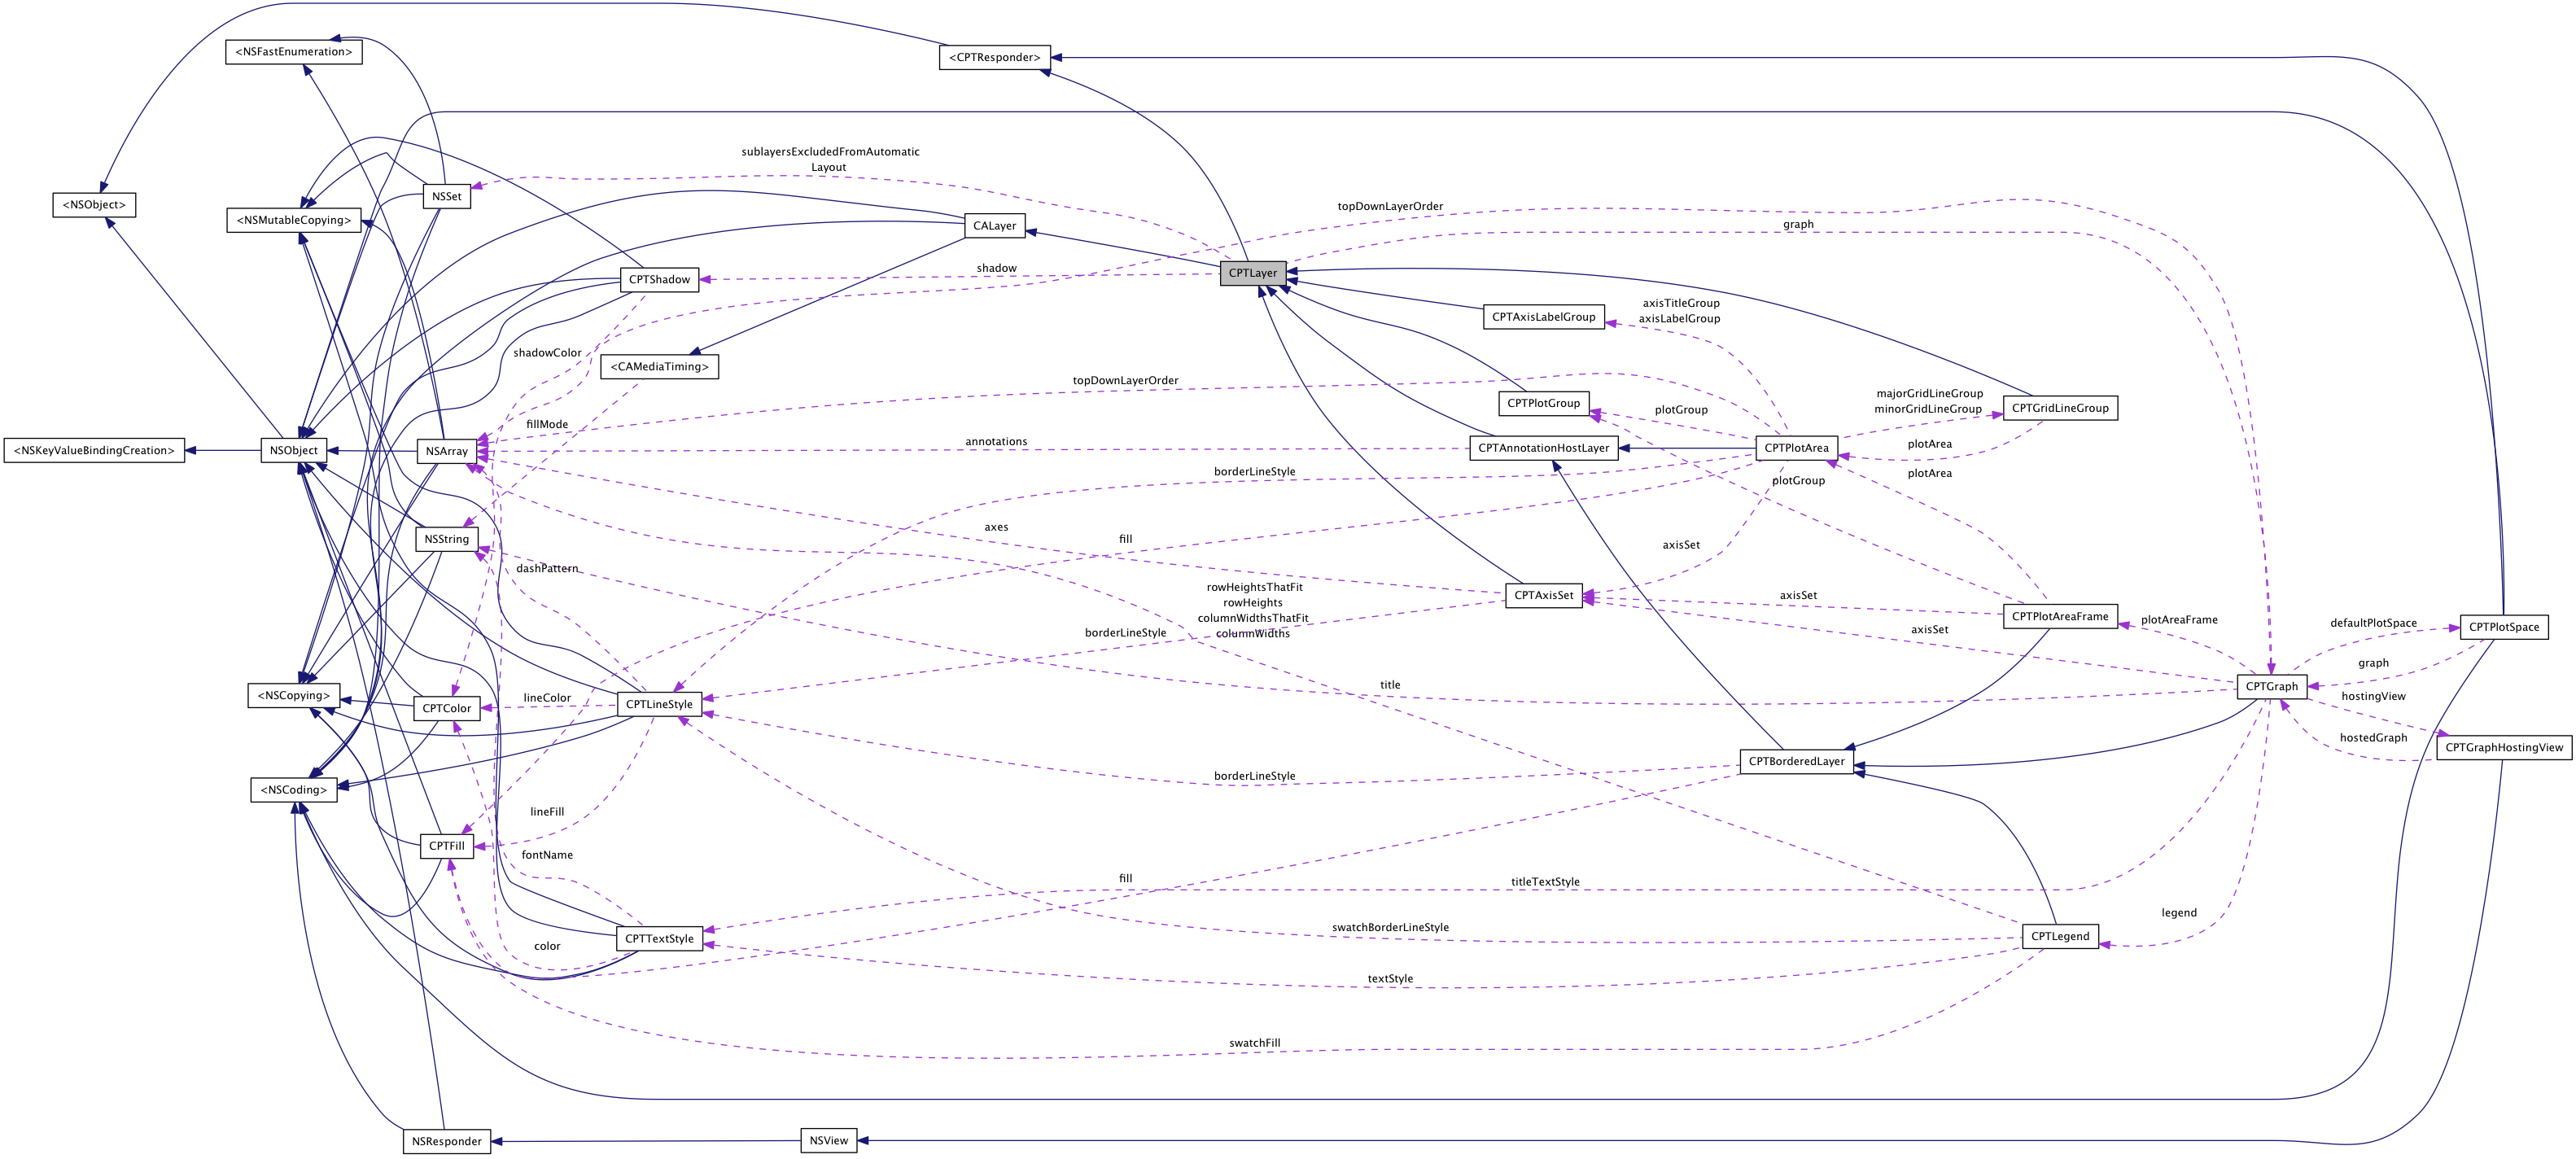 <NSFastEnumeration>
<CPTResponder>
sublayersExcludedFromAutomatic
Layout
<NSObject>
NSSet
<NSMutableCopying>
topDownLayerOrder
graph
CALayer
shadow
CPTShadow
CPTLayer
axisTitleGroup
axisLabelGroup
CPTAxisLabelGroup
shadowColor
<CAMediaTiming>
topDownLayerOrder
majorGridLineGroup
minorGridLineGroup
CPTPlotGroup
plotGroup
CPTGridLineGroup
fillMode
<NSKeyValueBindingCreation>
NSObject
NSArray
annotations
CPTAnnotationHostLayer
CPTPlotArea
plotArea
borderLineStyle
plotGroup
plotArea
NSString
axes
fill
axisSet
dashPattern
rowHeightsThatFit
rowHeights
columnWidthsThatFit
columnWidths
CPTAxisSet
axisSet
CPTPlotAreaFrame
plotAreaFrame
defaultPlotSpace
CPTPlotSpace
borderLineStyle
axisSet
graph
<NSCopying>
CPTColor
lineColor
CPTLineStyle
title
CPTGraph
hostingView
hostedGraph
CPTGraphHostingView
<NSCoding>
borderLineStyle
CPTBorderedLayer
lineFill
CPTFill
fontName
fill
titleTextStyle
legend
swatchBorderLineStyle
color
CPTTextStyle
CPTLegend
textStyle
swatchFill
NSResponder
NSView